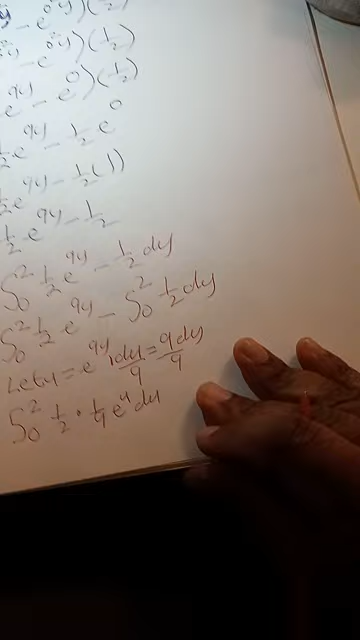 y - e^{0y})(1/2)
y - e^{0y})(1/2)
e^{9y} - e^{0})(1/2)
1/2 e^{9y} - 1/2 e^{0}
1/2 e^{9y} - 1/2(1)
1/2 e^{9y} - 1/2
∫_0^2 1/2 e^{9y} - 1/2 dy
∫_0^2 1/2 e^{9y} - ∫_0^2 1/2 dy
Let u = e^{9y} 1du/9 = 9dy/9
∫_0^2 1/2 · 1/9 e^u du